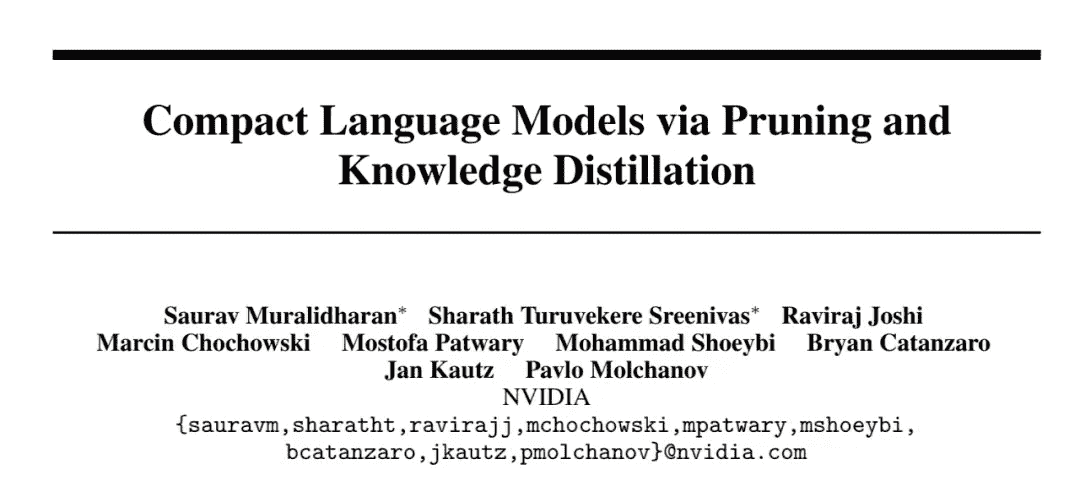 Compact Language Models via Pruning and
Knowledge Distillation
Saurav Muralidharan* Sharath Turuvekere Sreenivas* Raviraj Joshi
Marcin Chochowski Mostofa Patwary Mohammad Shoeybi Bryan Catanzaro
Jan Kautz Pavlo Molchanov
NVIDIA
{sauravm,sharatht,ravirajj,mchochowski,mpatwary,mshoeybi,
bcatanzaro,jkautz,pmolchanov}@nvidia.com